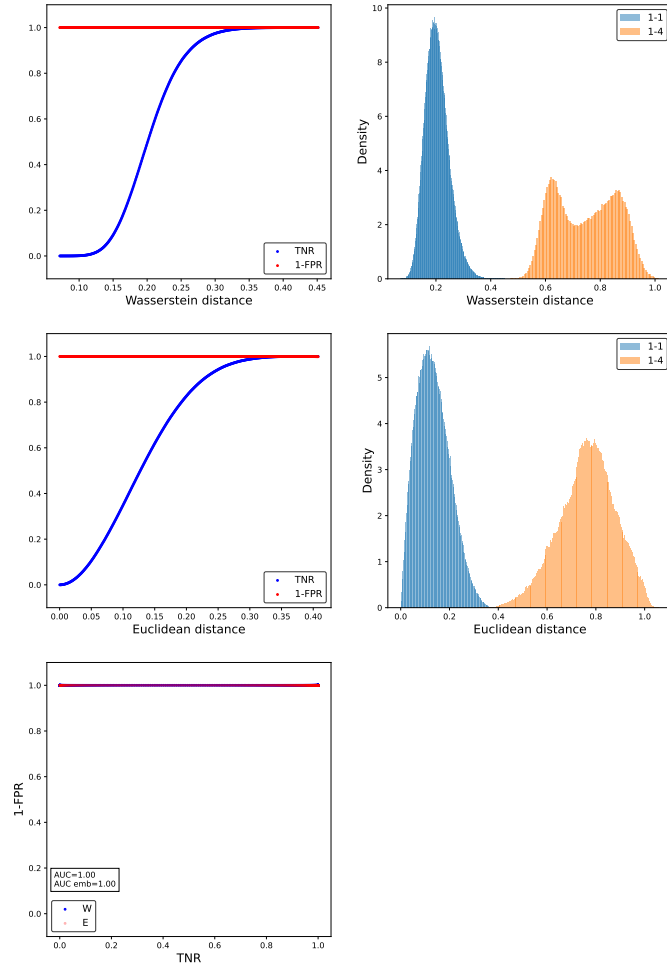 1.0
0.8
0.6
0.4
0.2
0.0
0.10 0.15 0.20 0.25 0.30 0.35 0.40 0.45
Wasserstein distance
TNR
1-FPR
10
8
6
4
2
0
Density
0.2 0.4 0.6 0.8 1.0
Wasserstein distance
1-1
1-4
1.0
0.8
0.6
0.4
0.2
0.0
0.00 0.05 0.10 0.15 0.20 0.25 0.30 0.35 0.40
Euclidean distance
TNR
1-FPR
5
4
3
2
1
0
Density
0.0 0.2 0.4 0.6 0.8 1.0
Euclidean distance
1-1
1-4
1.0
0.8
0.6
0.4
0.2
0.0
1-FPR
AUC=1.00
AUC emb=1.00
W
E
0.0 0.2 0.4 0.6 0.8 1.0
TNR